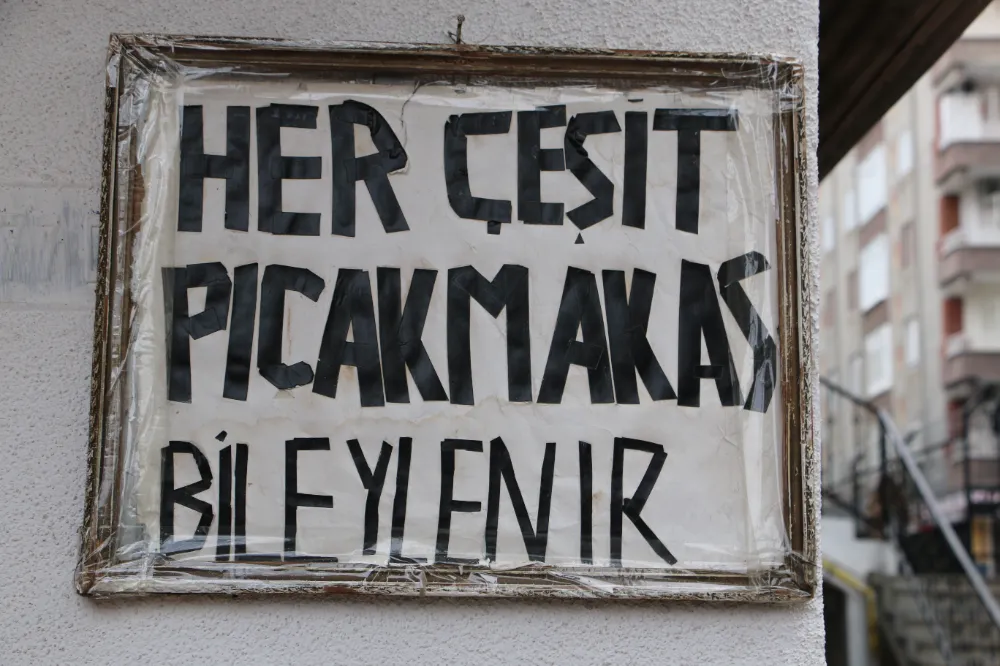 HER ÇEŞİT
PICAKMAKAS
BİLEYLENIR